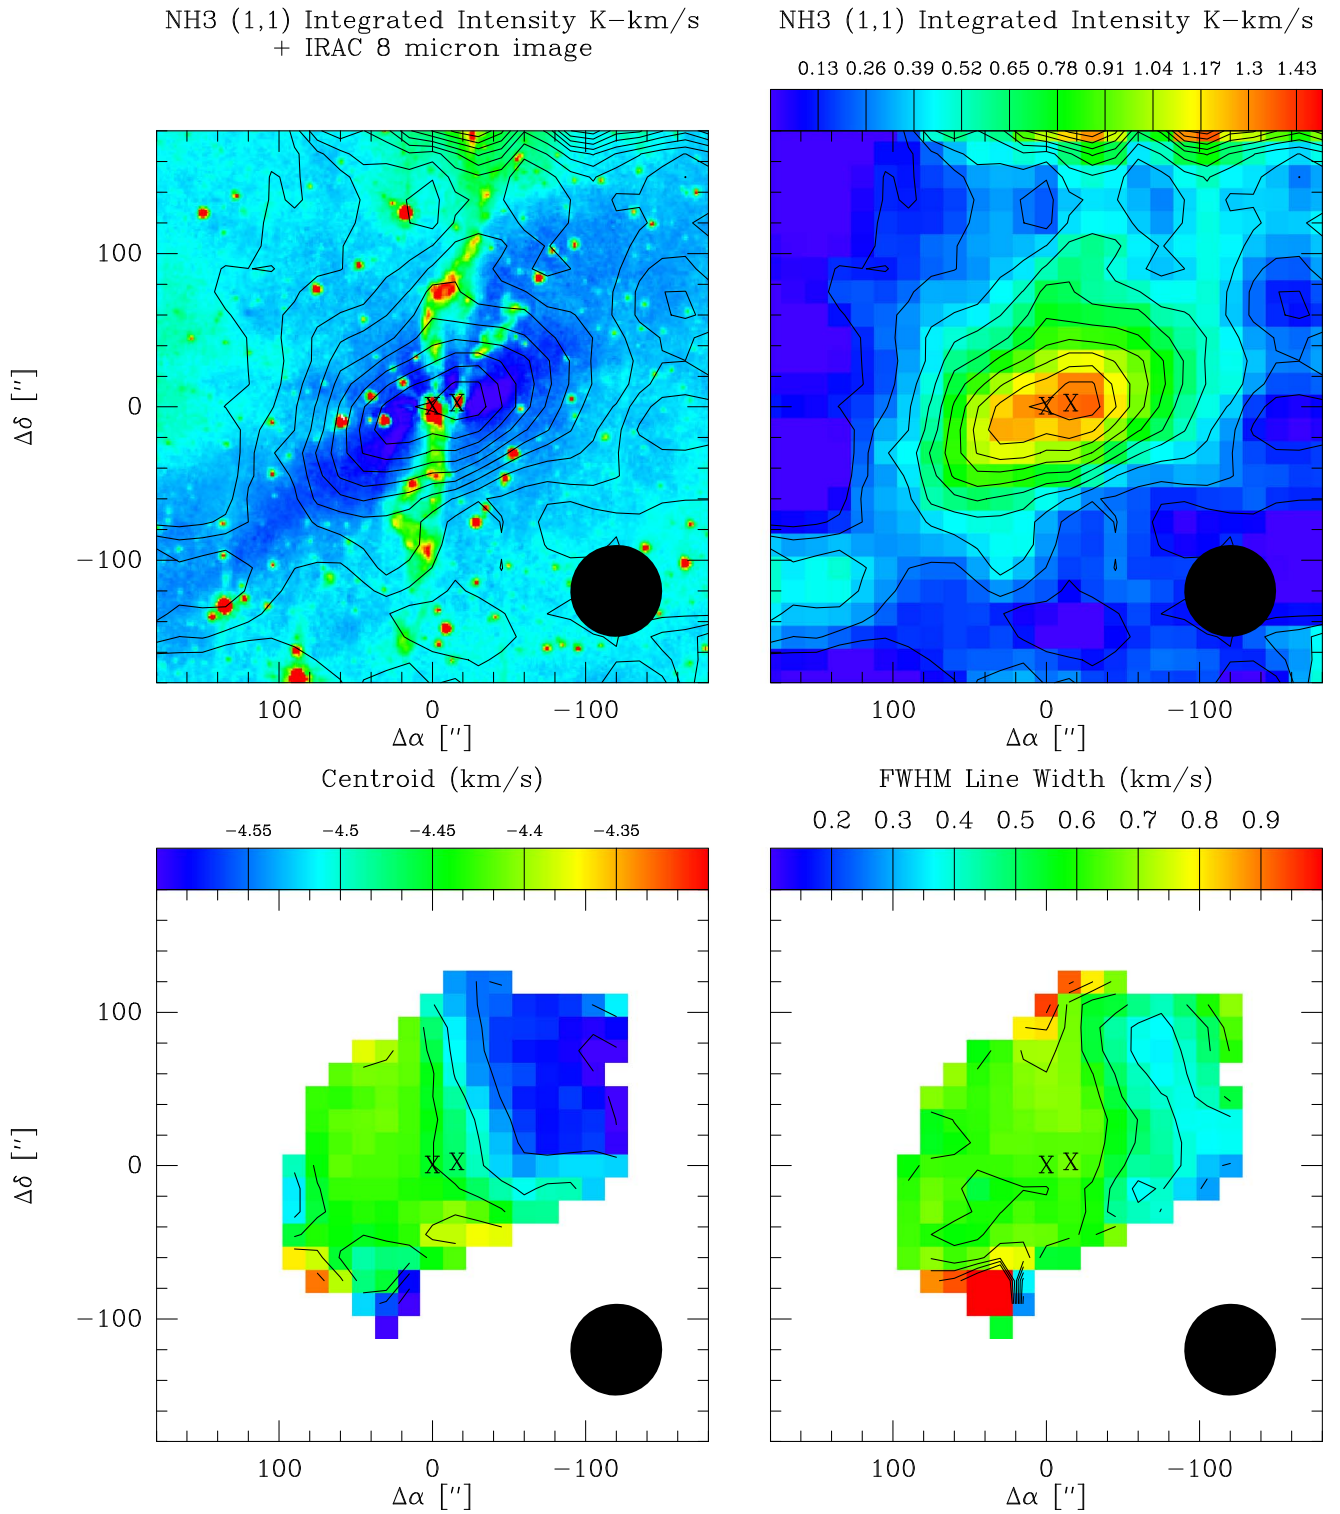 NH3 (1,1) Integrated Intensity K−km/s
+ IRAC 8 micron image
NH3 (1,1) Integrated Intensity K−km/s
0.13 0.26 0.39 0.52 0.65 0.78 0.91 1.04 1.17 1.3 1.43
100
0
−100
Δδ ["]
X X
X X
100 0 −100
Δα ["]
100 0 −100
Δα ["]
Centroid (km/s)
−4.55 −4.5 −4.45 −4.4 −4.35
FWHM Line Width (km/s)
0.2 0.3 0.4 0.5 0.6 0.7 0.8 0.9
100
0
−100
Δδ ["]
X X
X X
100 0 −100
Δα ["]
100 0 −100
Δα ["]